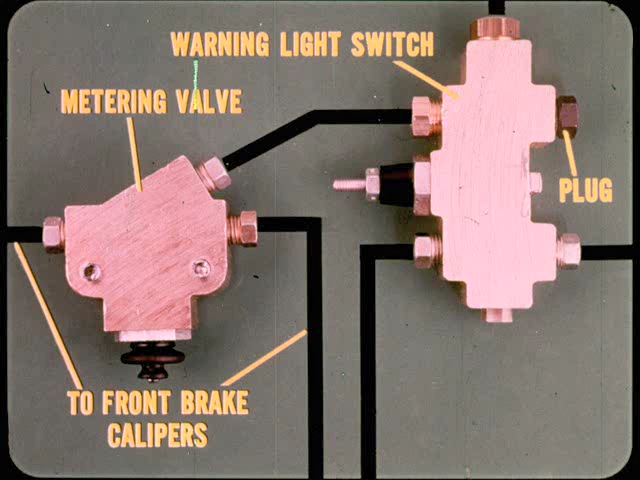 WARNING LIGHT SWITCH
METERING VALVE
PLUG
TO FRONT BRAKE
CALIPERS